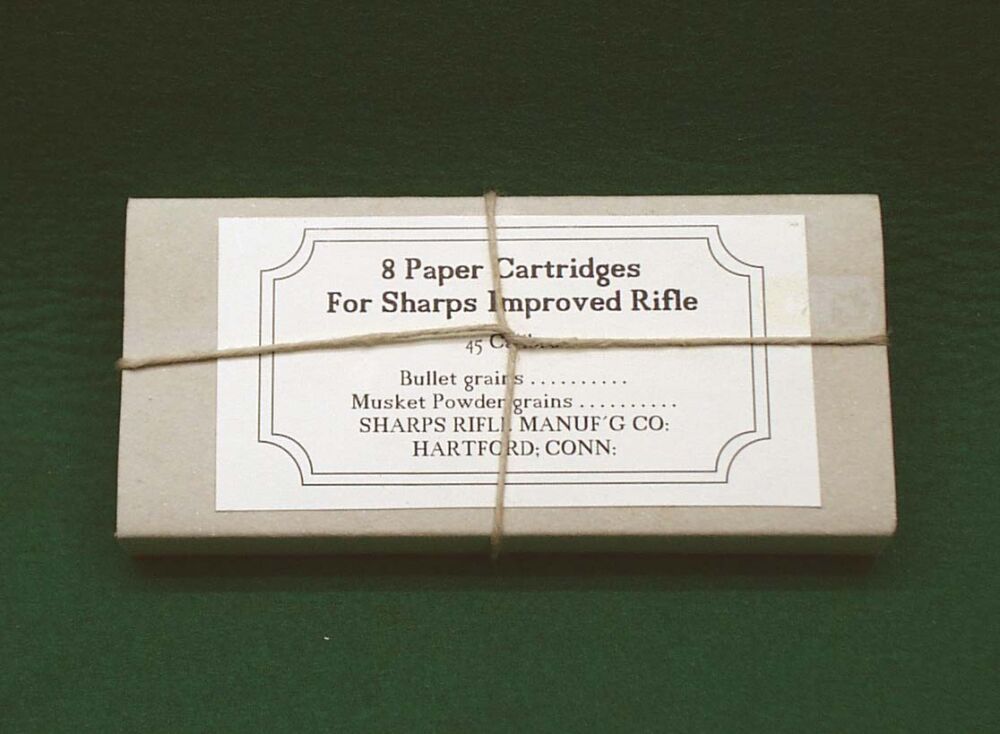 8 Paper Cartridges
For Sharps Improved Rifle
45
Bullet grains ..........
Musket Powder grains ..........
SHARPS RIFLE MANUF´G CO:
HARTFORD; CONN: